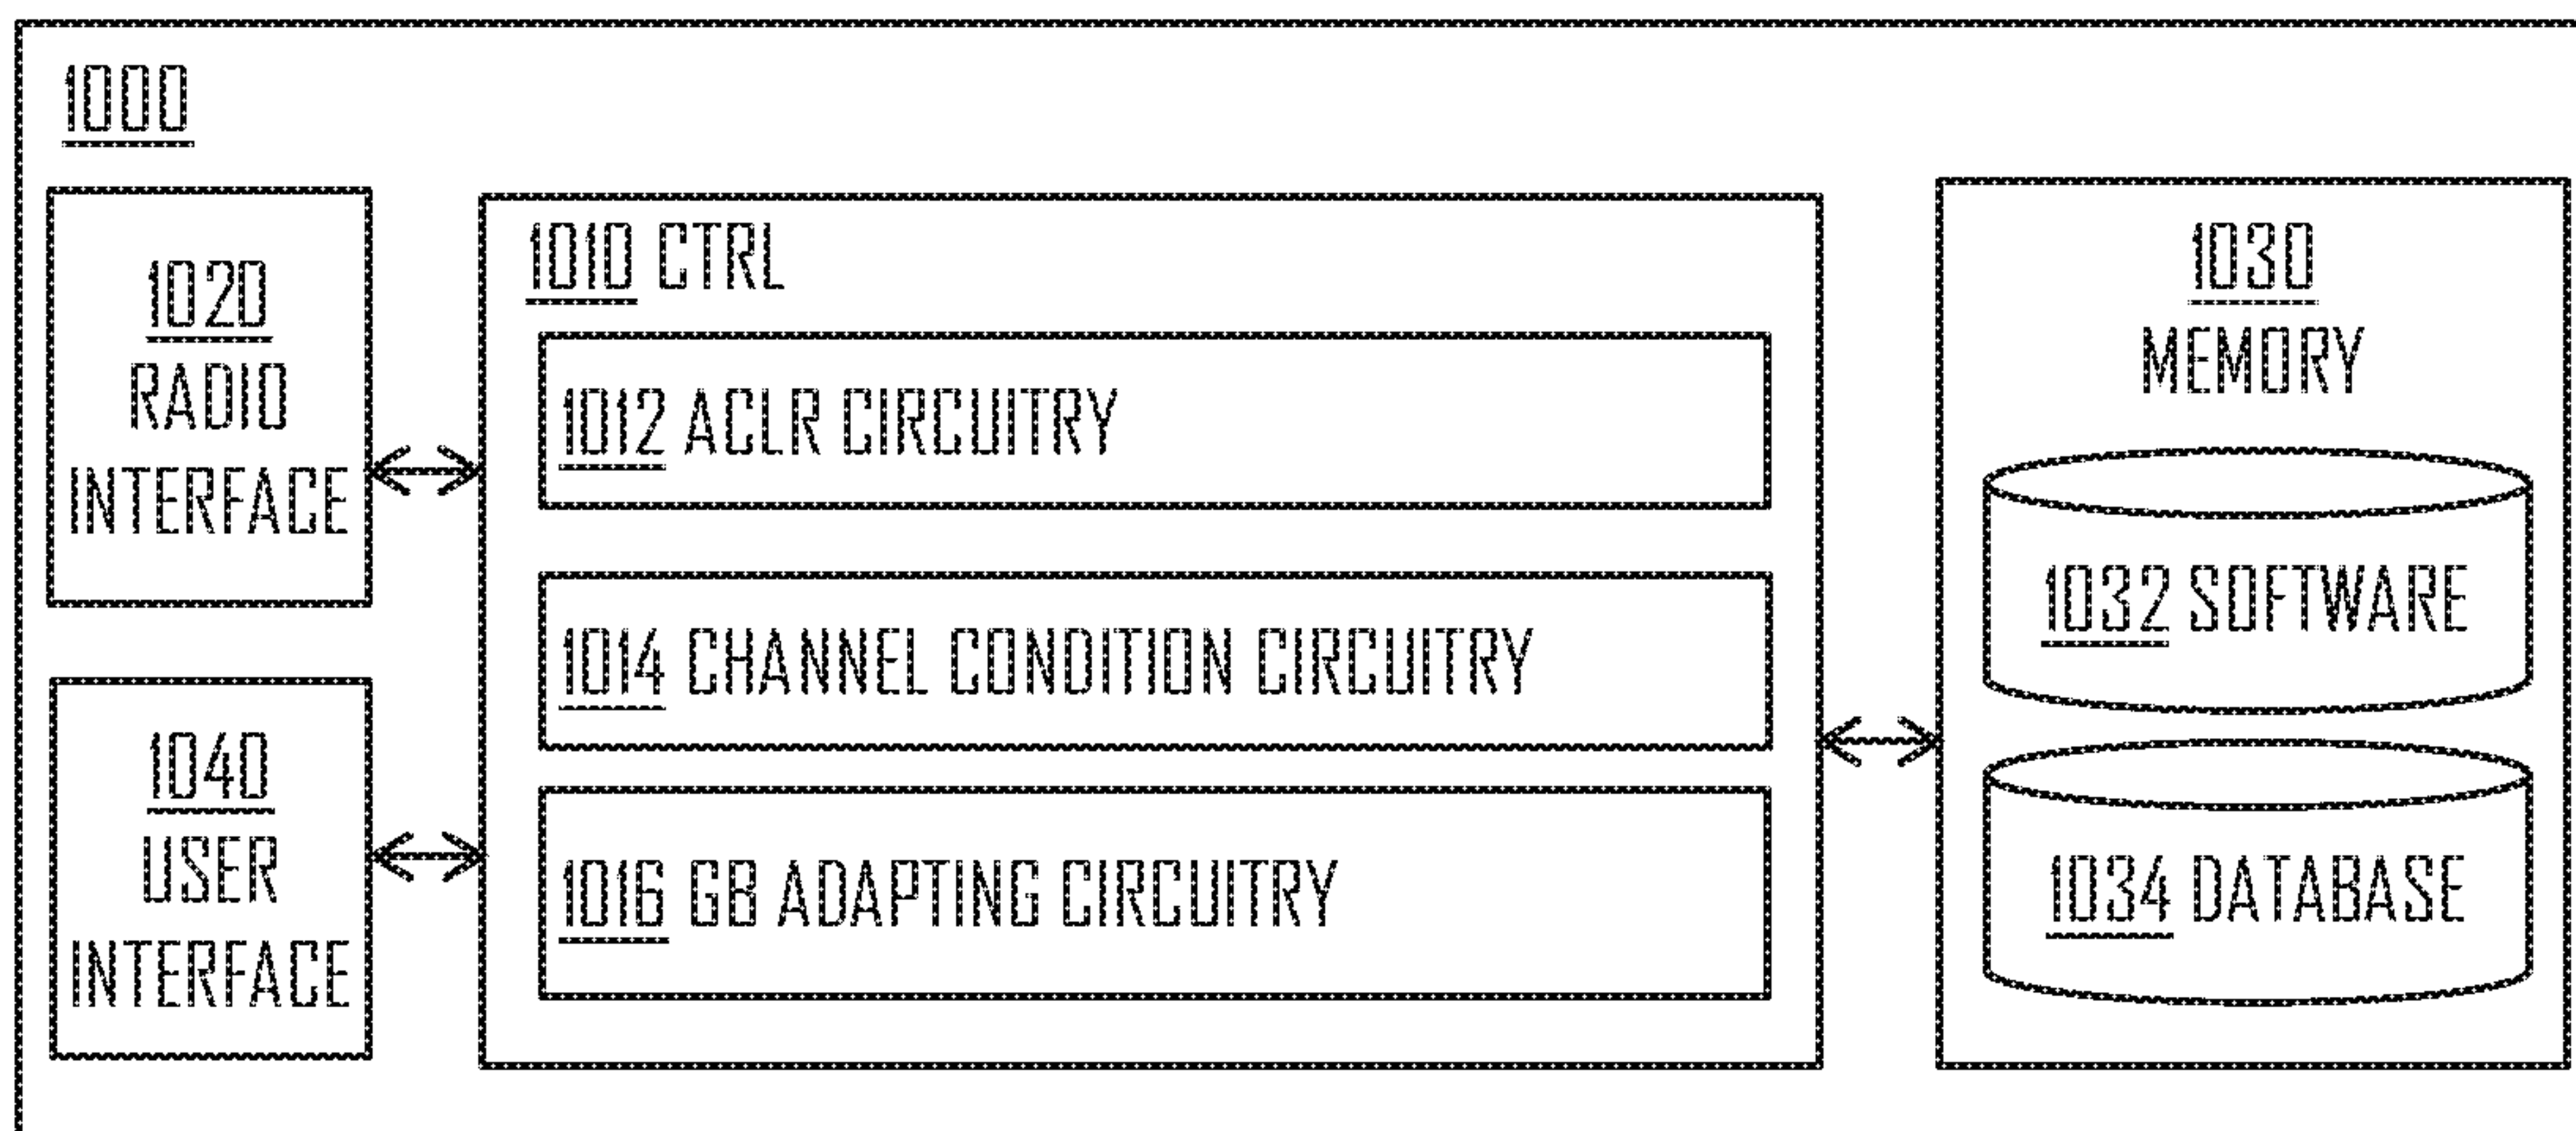 1000
1020
RADIO
INTERFACE
1040
USER
INTERFACE
1010 CTRL
1012 ACLR CIRCUITRY
1014 CHANNEL CONDITION CIRCUITRY
1016 GB ADAPTING CIRCUITRY
1030
MEMORY
1032 SOFTWARE
1034 DATABASE